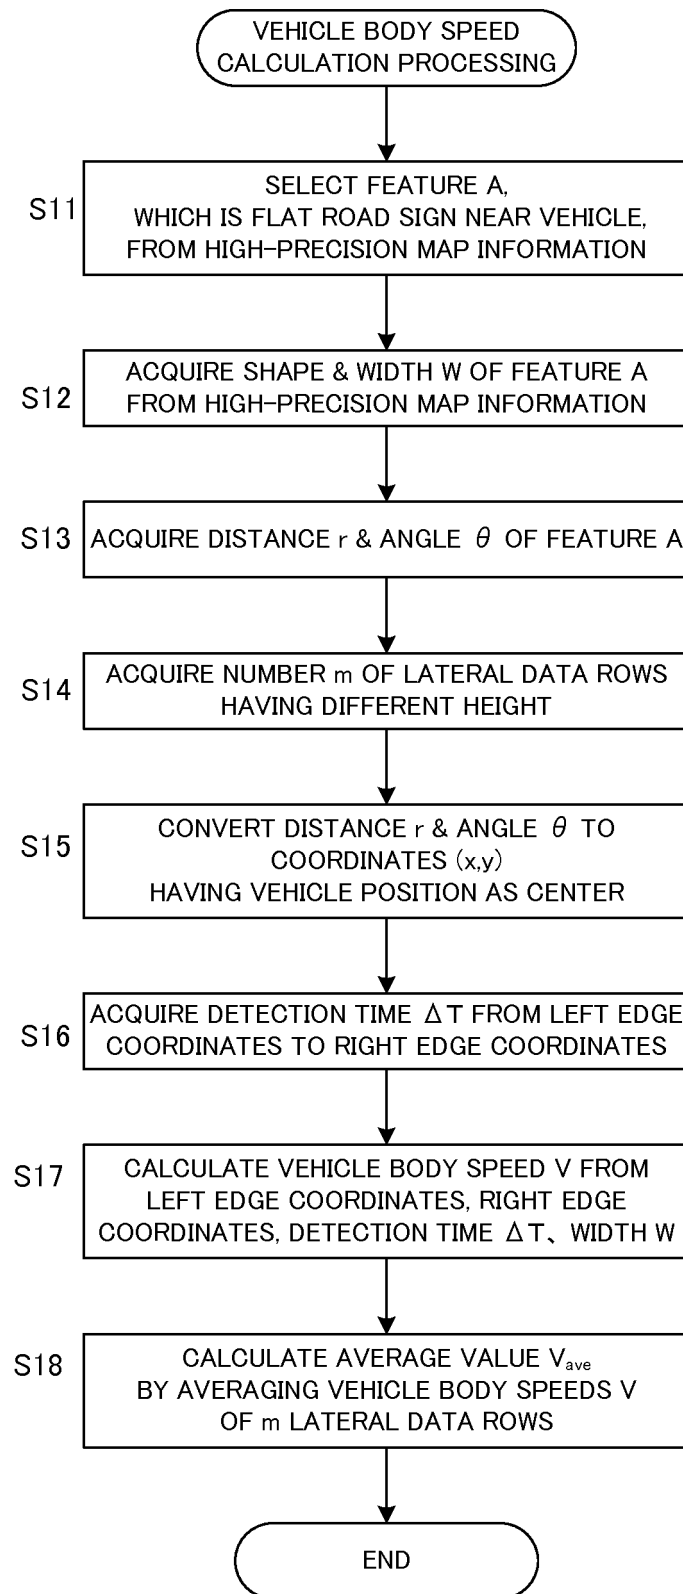 VEHICLE BODY SPEED
CALCULATION PROCESSING
S11
SELECT FEATURE A,
WHICH IS FLAT ROAD SIGN NEAR VEHICLE,
FROM HIGH-PRECISION MAP INFORMATION
S12
ACQUIRE SHAPE & WIDTH W OF FEATURE A
FROM HIGH-PRECISION MAP INFORMATION
S13
ACQUIRE DISTANCE r & ANGLE θ OF FEATURE A
S14
ACQUIRE NUMBER m OF LATERAL DATA ROWS
HAVING DIFFERENT HEIGHT
S15
CONVERT DISTANCE r & ANGLE θ TO
COORDINATES (x,y)
HAVING VEHICLE POSITION AS CENTER
S16
ACQUIRE DETECTION TIME ΔT FROM LEFT EDGE
COORDINATES TO RIGHT EDGE COORDINATES
S17
CALCULATE VEHICLE BODY SPEED V FROM
LEFT EDGE COORDINATES, RIGHT EDGE
COORDINATES, DETECTION TIME ΔT、WIDTH W
S18
CALCULATE AVERAGE VALUE Vave
BY AVERAGING VEHICLE BODY SPEEDS V
OF m LATERAL DATA ROWS
END